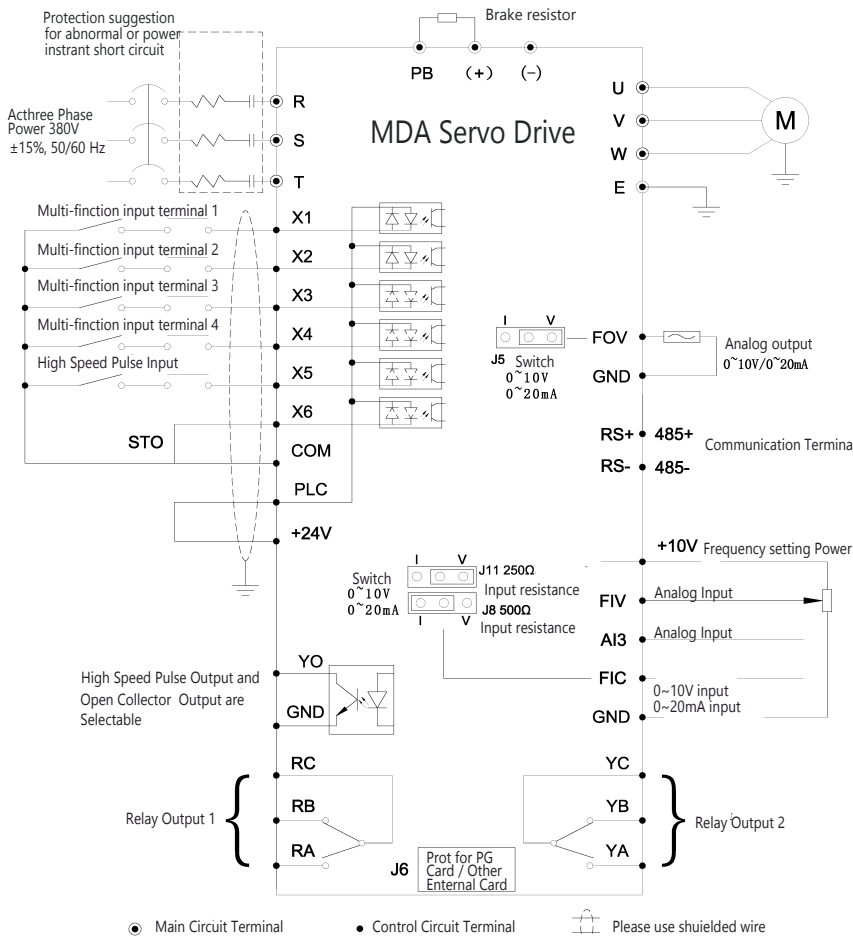 Protection suggestion
for abnormal or power
instrant short circuit
Brake resistor
PB (+) (-)
MDA Servo Drive
Acthree Phase
Power 380V
±15%, 50/60 Hz
R
S
T
U
V
W
E
M
Multi-finction input terminal 1
X1
Multi-finction input terminal 2
X2
Multi-finction input terminal 3
X3
Multi-finction input terminal 4
X4
High Speed Pulse Input
X5
X6
STO
COM
PLC
+24V
I V
J5 Switch
0~10V
0~20mA
FOV
GND
Analog output
0~10V/0~20mA
RS+ 485+
RS- 485-
Communication Termina
+10V Frequency setting Power
Switch
0~10V
0~20mA
I V
J11 250Ω
Input resistance
J8 500Ω
I V
Input resistance
FIV Analog Input
AI3 Analog Input
FIC
0~10V input
0~20mA input
GND
High Speed Pulse Output and
Open Collector Output are
Selectable
YO
GND
Relay Output 1
RC
RB
RA
J6
Prot for PG
Card / Other
Enternal Card
YC
YB
YA
Relay Output 2
Main Circuit Terminal
Control Circuit Terminal
Please use shuielded wire